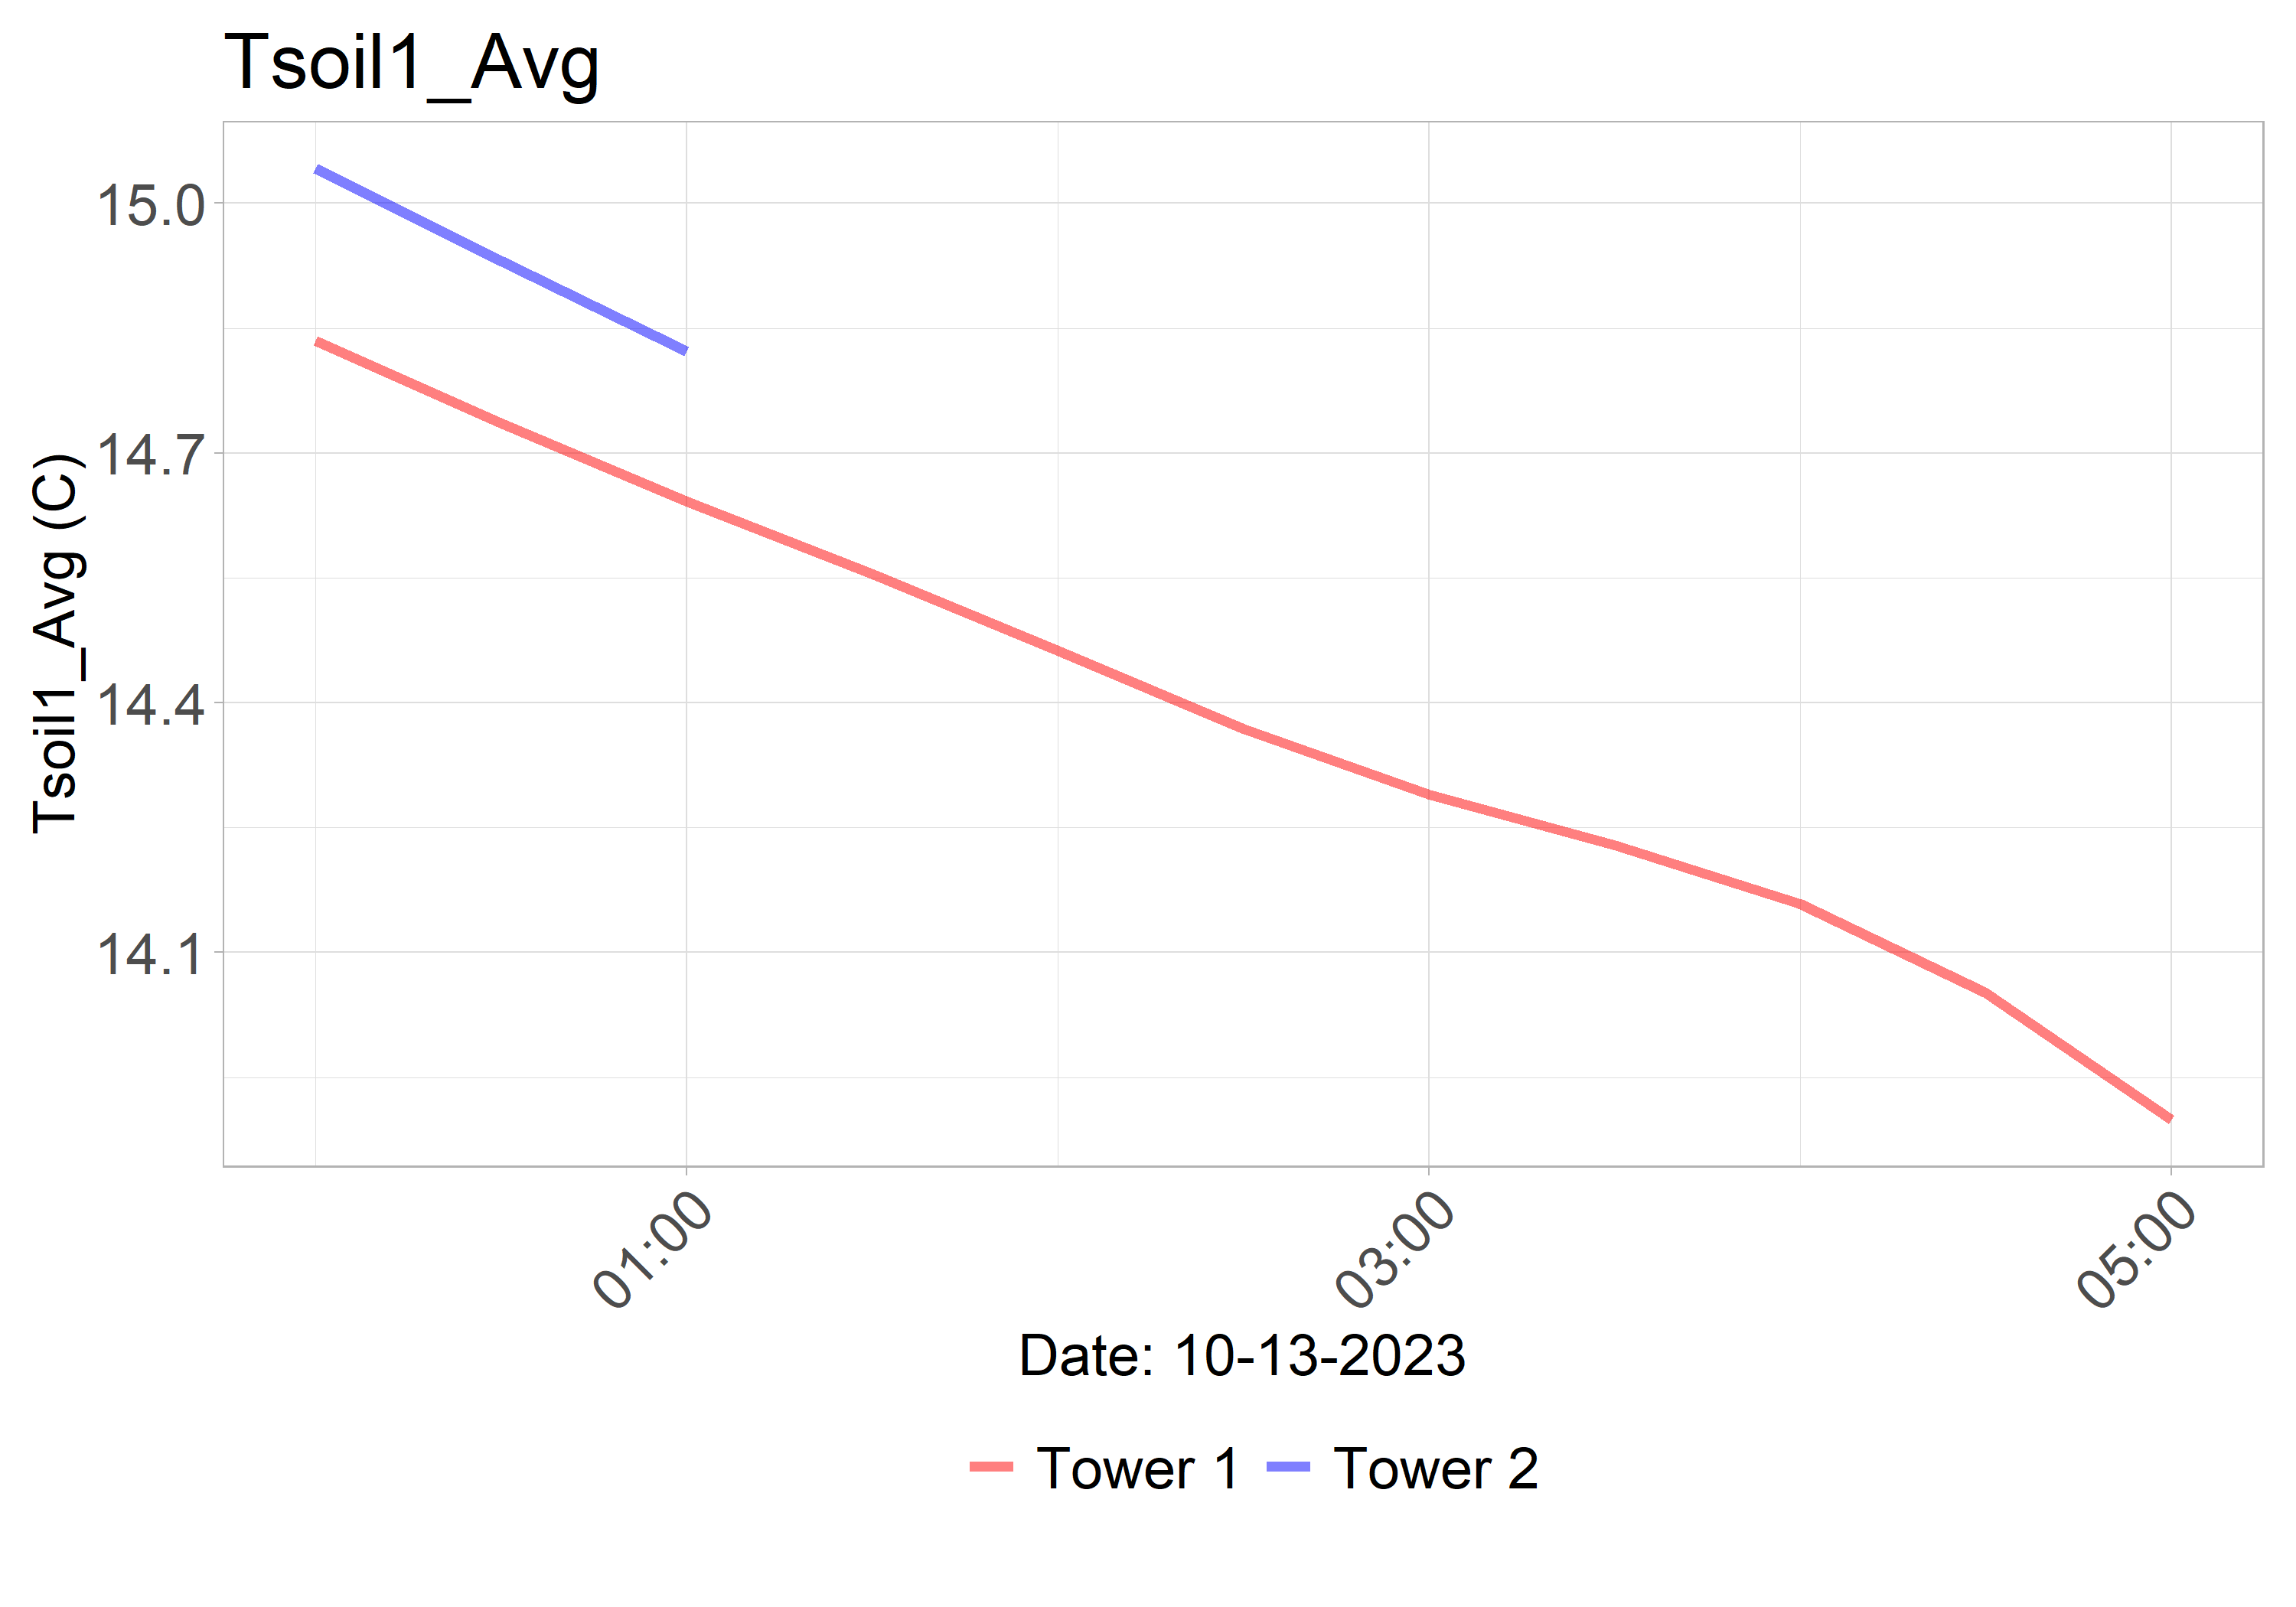 Tsoil1_Avg
Tsoil1_Avg (C)
15.0
14.7
14.4
14.1
01:00
03:00
05:00
Date: 10-13-2023
Tower 1
Tower 2